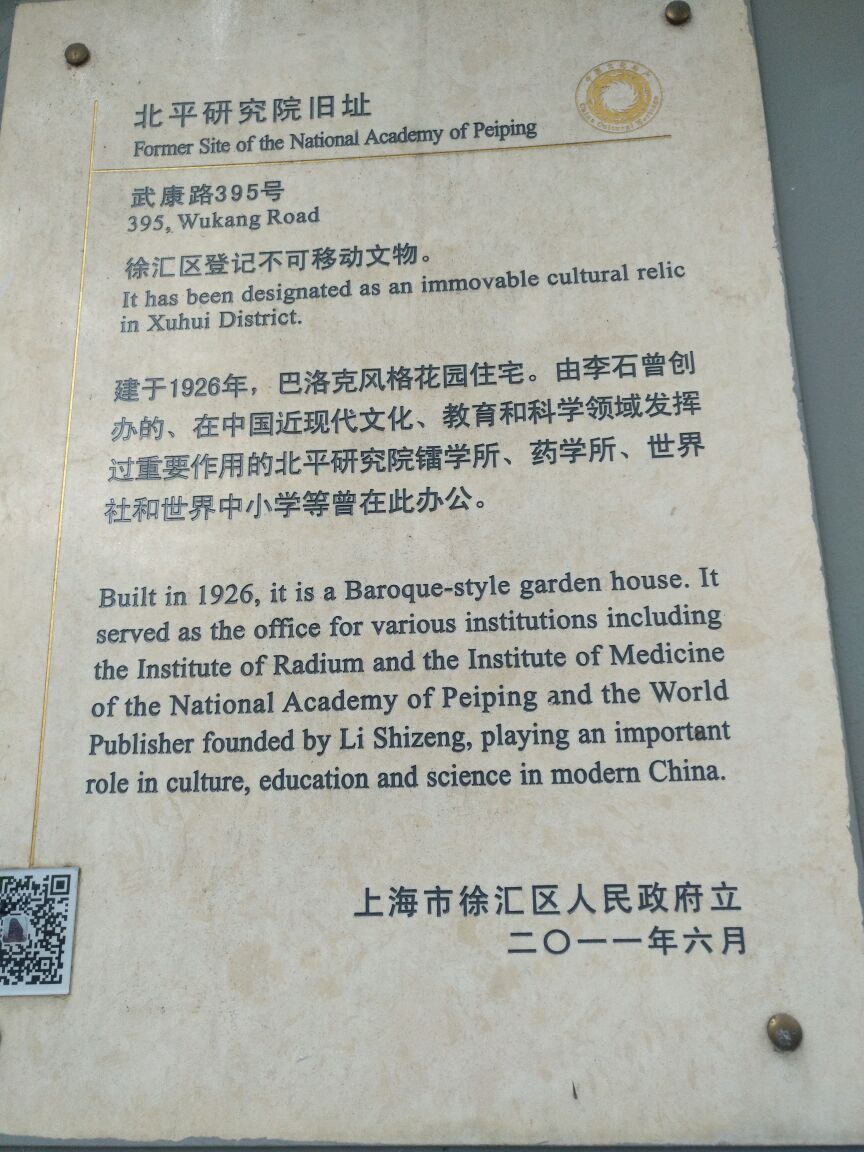 北平研究院旧址
Former Site of the National Academy of Peiping
武康路395号
395, Wukang Road
徐汇区登记不可移动文物。
It has been designated as an immovable cultural relic
in Xuhui District.
建于1926年，巴洛克风格花园住宅。由李石曾创
办的、在中国近现代文化、教育和科学领域发挥
过重要作用的北平研究院镭学所、药学所、世界
社和世界中小学等曾在此办公。
Built in 1926, it is a Baroque-style garden house. It
served as the office for various institutions including
the Institute of Radium and the Institute of Medicine
of the National Academy of Peiping and the World
Publisher founded by Li Shizeng, playing an important
role in culture, education and science in modern China.
上海市徐汇区人民政府立
二〇一一年六月
China Cultural Heritage